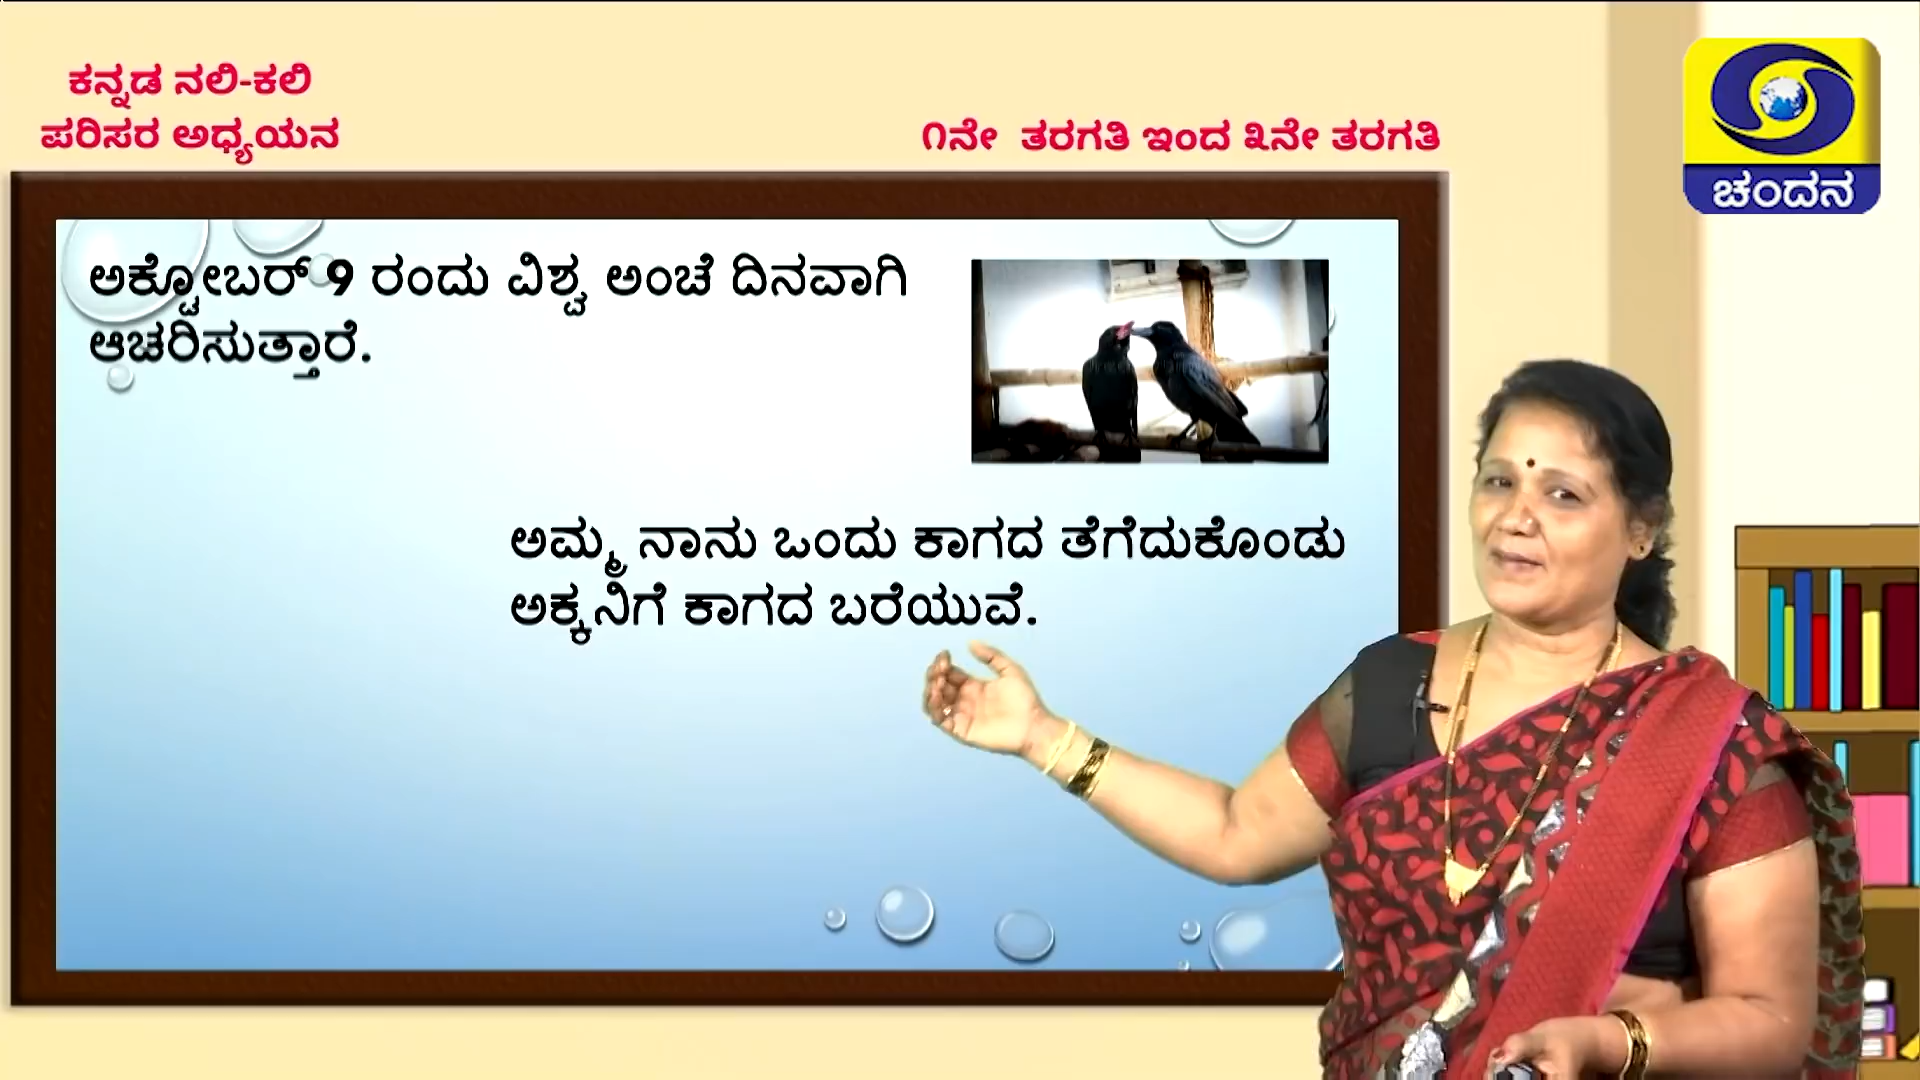 ಕನ್ನಡ ನಲಿ-ಕಲಿ
ಪರಿಸರ ಅಧ್ಯಯನ
೧ನೇ ತರಗತಿ ಇಂದ ೩ನೇ ತರಗತಿ
ಚಂದನ
ಅಕ್ಟೋಬರ್ 9 ರಂದು ವಿಶ್ವ ಅಂಚೆ ದಿನವಾಗಿ
ಆಚರಿಸುತ್ತಾರೆ.
ಅಮ್ಮ ನಾನು ಒಂದು ಕಾಗದ ತೆಗೆದುಕೊಂಡು
ಅಕ್ಕನಿಗೆ ಕಾಗದ ಬರೆಯುವೆ.